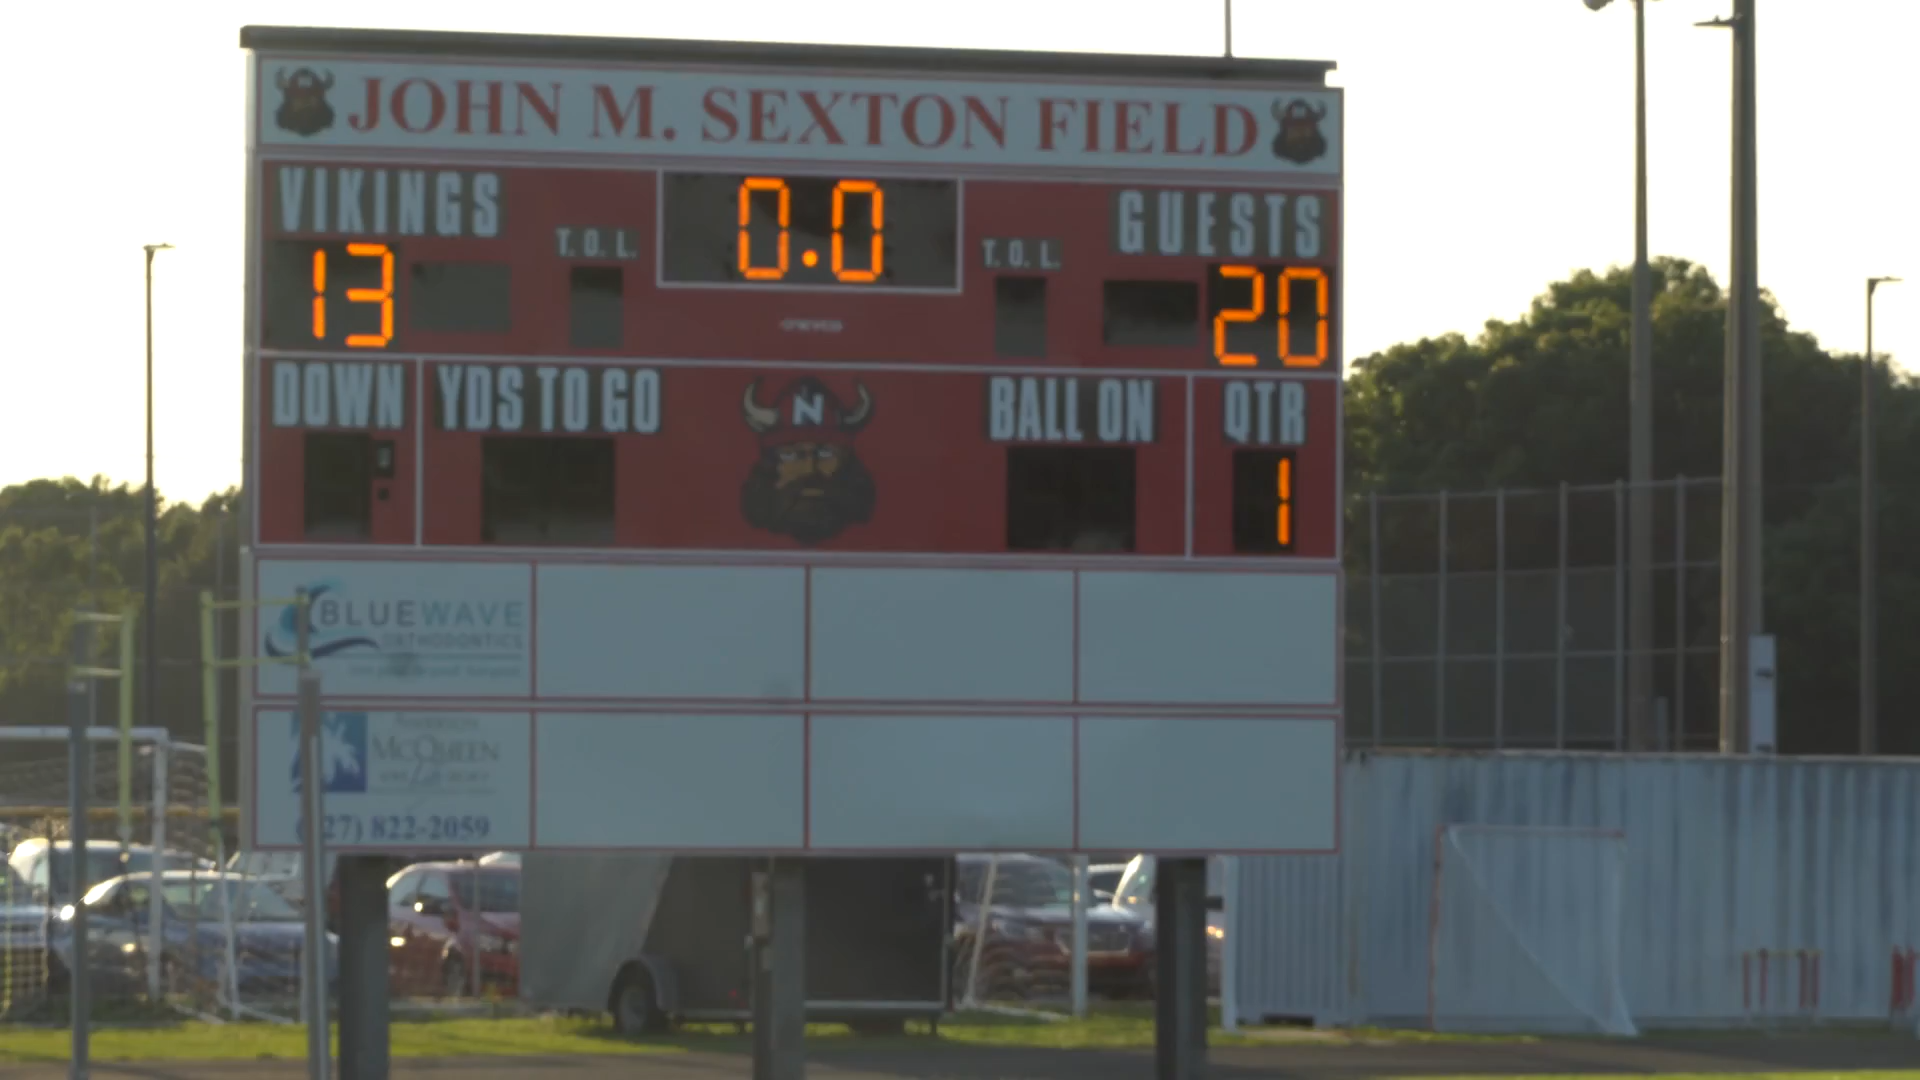 JOHN M. SEXTON FIELD
VIKINGS
T.O.L.
0.0
T.O.L.
GUESTS
13
20
DOWN
YDS TO GO
N
BALL ON
QTR
1
BLUEWAVE
ORTHODONTICS
MCQUEEN
27) 822-2059